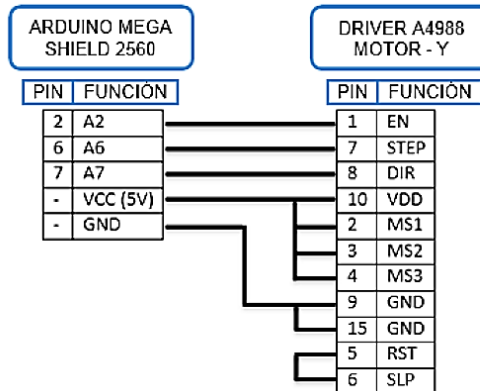 ARDUINO MEGA
SHIELD 2560
PIN FUNCIÓN
2 A2
6 A6
7 A7
- VCC (5V)
- GND
DRIVER A4988
MOTOR - Y
PIN FUNCIÓN
1 EN
7 STEP
8 DIR
10 VDD
2 MS1
3 MS2
4 MS3
9 GND
15 GND
5 RST
6 SLP